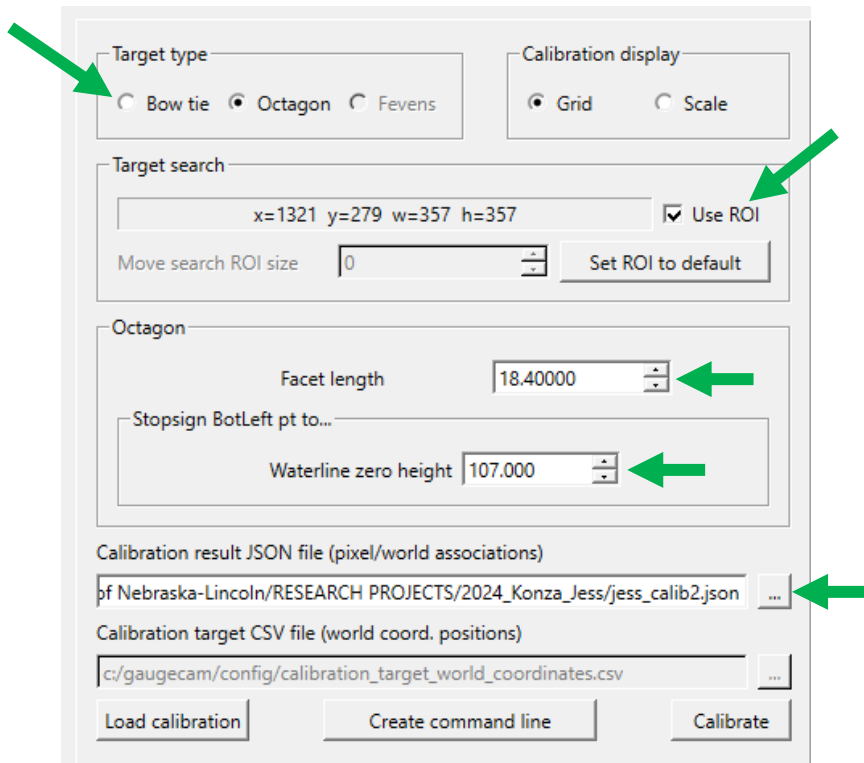 Target type
Calibration display
Bow tie Octagon Fevens
Grid Scale
Target search
x=1321 y=279 w=357 h=357
Use ROI
Move search ROI size 0 Set ROI to default
Octagon
Facet length 18.40000
Stopsign BotLeft pt to...
Waterline zero height 107.000
Calibration result JSON file (pixel/world associations)
of Nebraska-Lincoln/RESEARCH PROJECTS/2024_Konza_Jess/jess_calib2.json ...
Calibration target CSV file (world coord. positions)
c:/gaugecam/config/calibration_target_world_coordinates.csv ...
Load calibration Create command line Calibrate